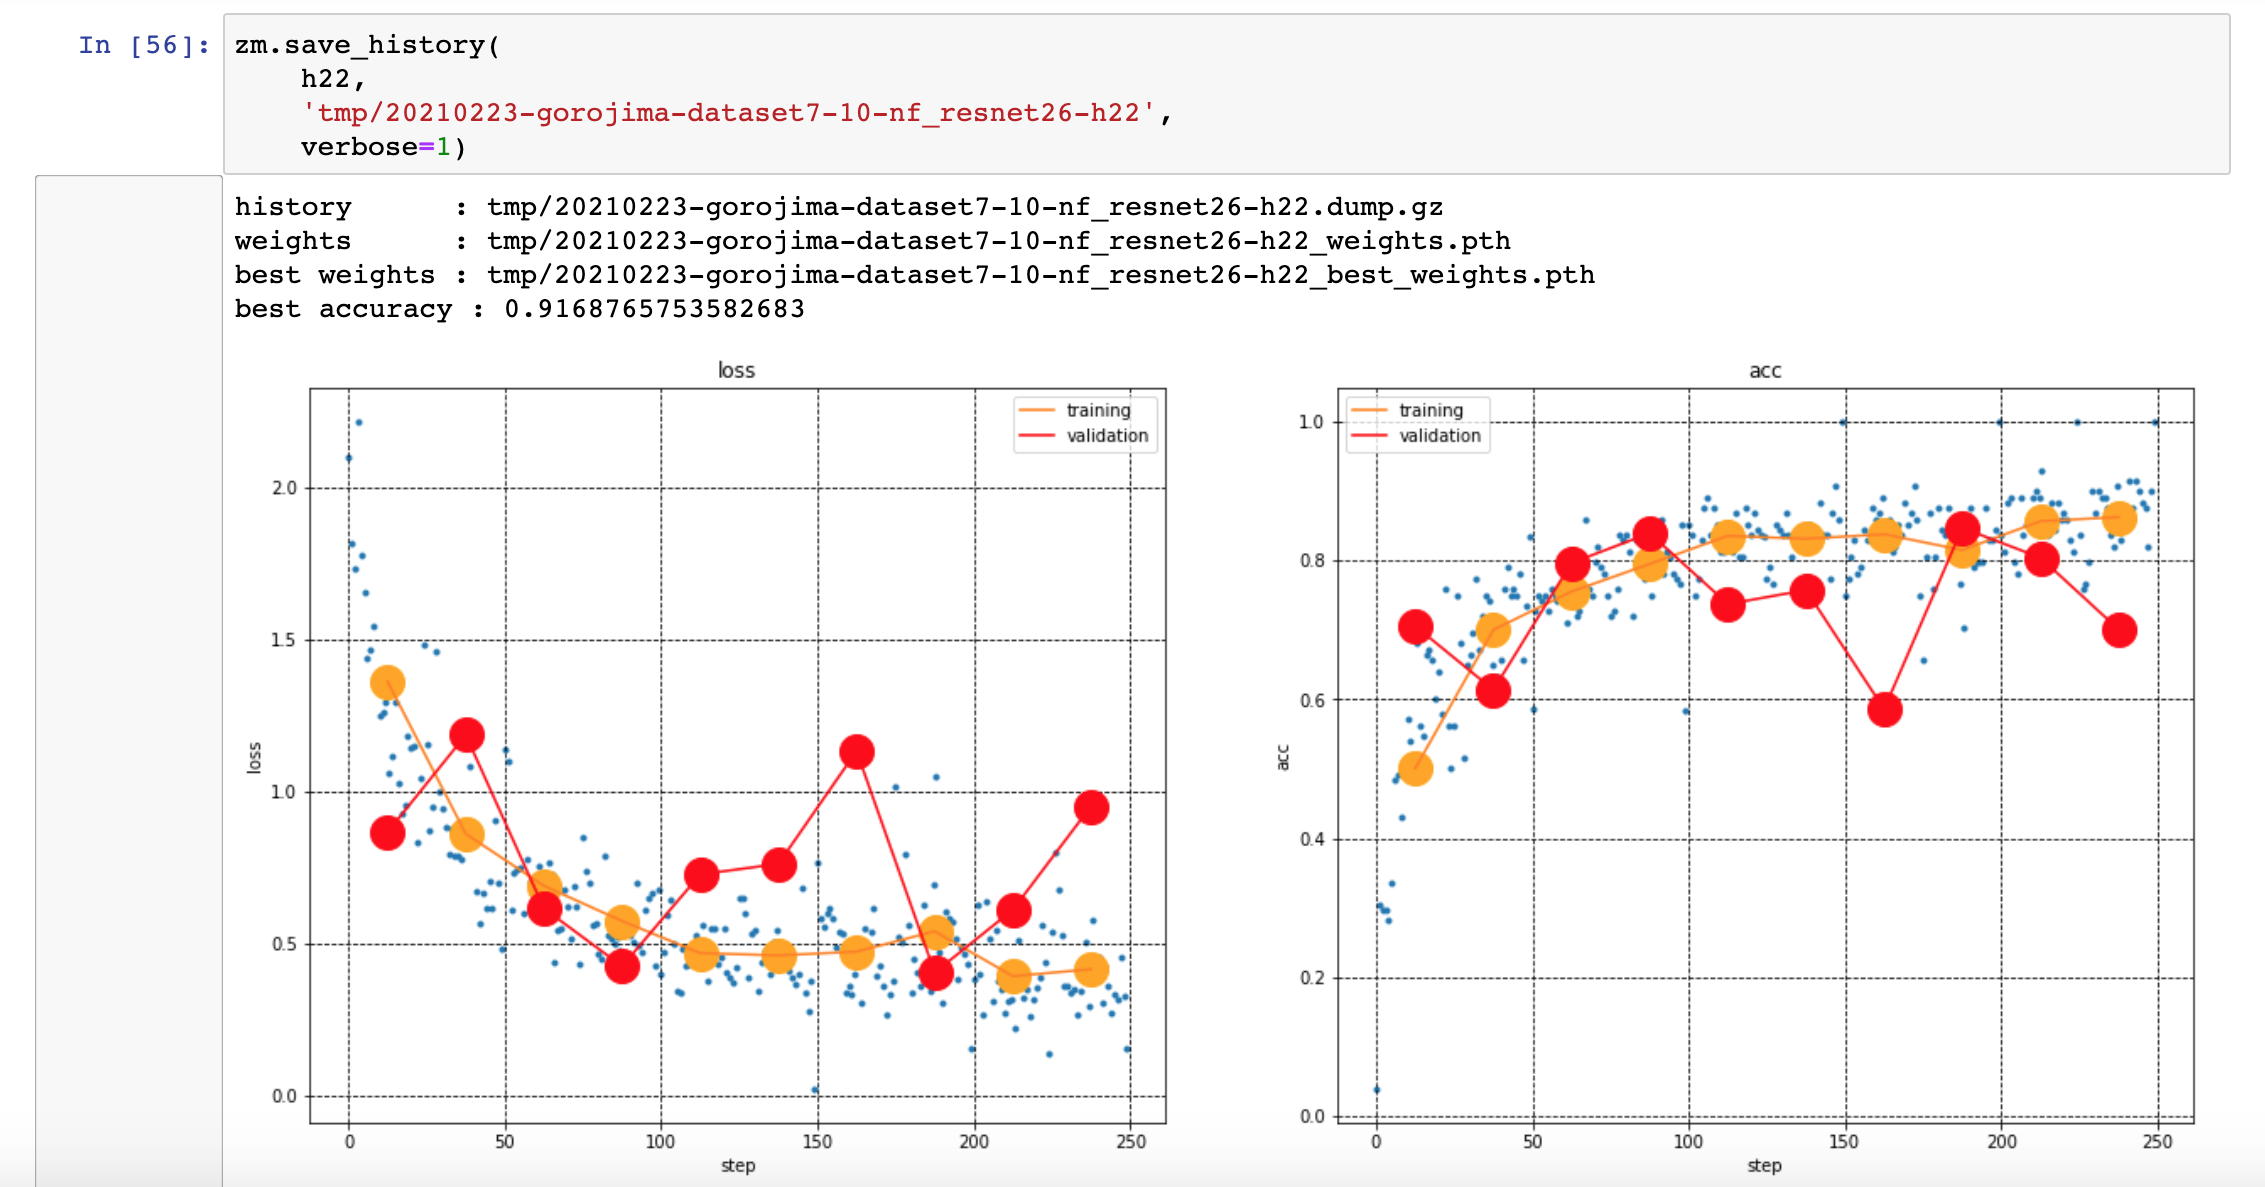 In [56]: zm.save_history(
h22,
'tmp/20210223-gorojima-dataset7-10-nf_resnet26-h22',
verbose=1)
history : tmp/20210223-gorojima-dataset7-10-nf_resnet26-h22.dump.gz
weights : tmp/20210223-gorojima-dataset7-10-nf_resnet26-h22_weights.pth
best weights : tmp/20210223-gorojima-dataset7-10-nf_resnet26-h22_best_weights.pth
best accuracy : 0.9168765753582683
loss
training
validation
2.0
1.5
1.0
0.5
0.0
loss
0 50 100 150 200 250
step
acc
training
validation
1.0
0.8
0.6
0.4
0.2
0.0
acc
0 50 100 150 200 250
step